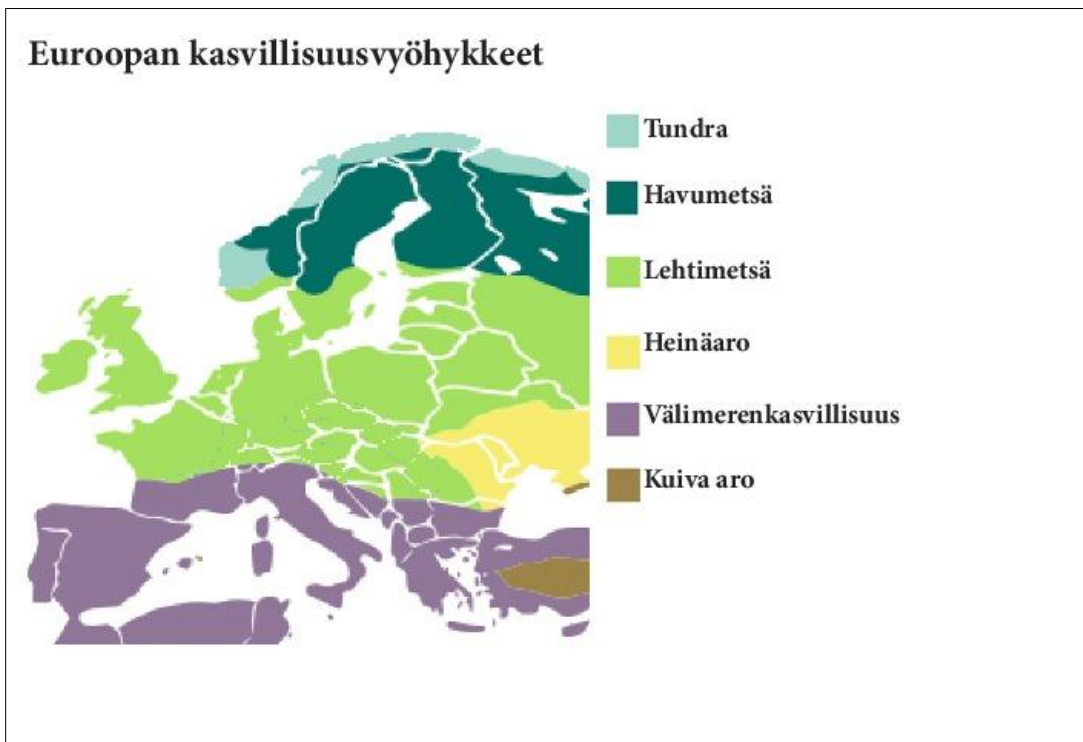 Euroopan kasvillisuusvyöhykkeet
Tundra
Havumetsä
Lehtimetsä
Heinäaro
Välimerenkasvillisuus
Kuiva aro